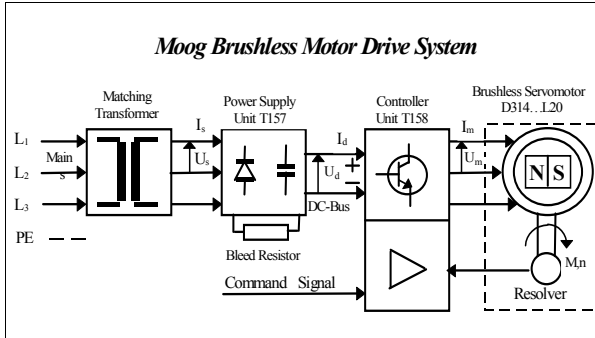 Moog Brushless Motor Drive System
Matching
Transformer
Power Supply
Unit T157
Controller
Unit T158
Brushless Servomotor
D314…L20
L1
L2
L3
PE
Main
s
Is
Us
Id
Ud
+
–
DC-Bus
Im
Um
N S
M,n
Bleed Resistor
Resolver
Command Signal